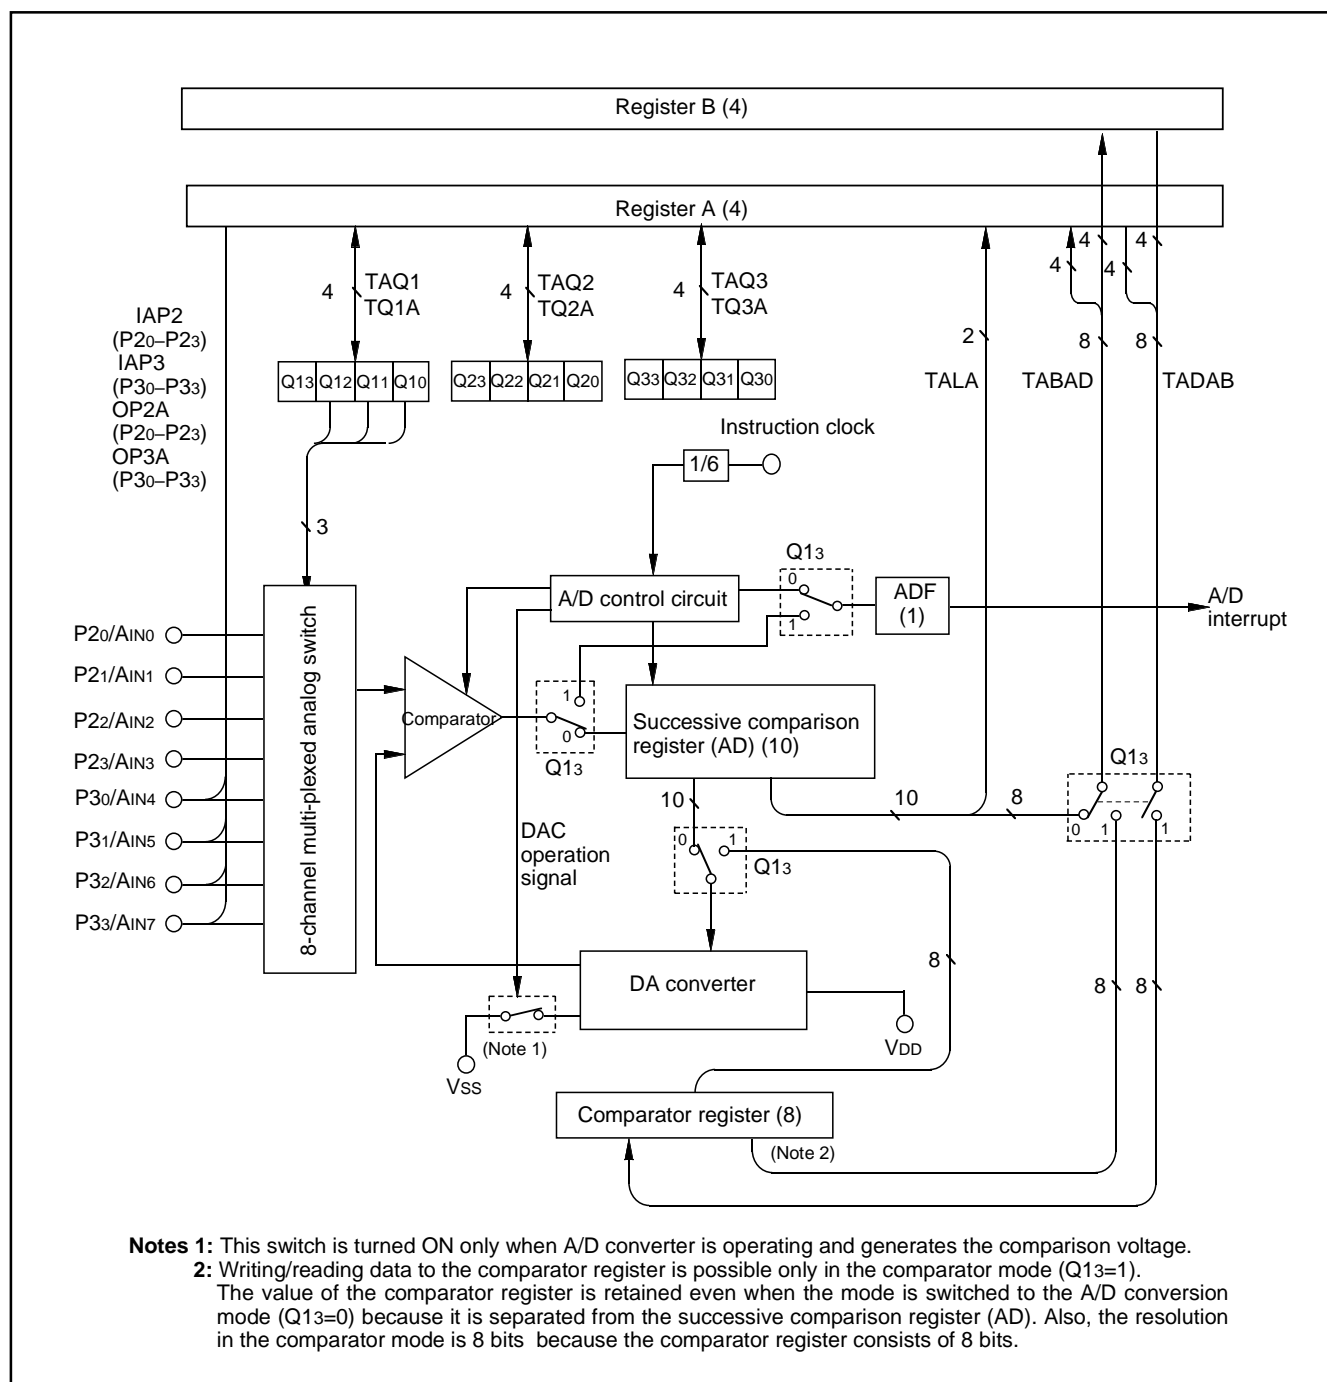 Register B (4)
Register A (4)
4
4
4
4
4
TAQ1
TQ1A
4
TAQ2
TQ2A
4
TAQ3
TQ3A
IAP2
(P20–P23)
IAP3
(P30–P33)
OP2A
(P20–P23)
OP3A
(P30–P33)
2
8
8
TALA
TABAD
TADAB
Q13 Q12 Q11 Q10
Q23 Q22 Q21 Q20
Q33 Q32 Q31 Q30
Instruction clock
1/6
3
Q13
0
1
A/D control circuit
ADF
(1)
A/D
interrupt
8-channel multi-plexed analog switch
P20/AIN0
P21/AIN1
P22/AIN2
P23/AIN3
P30/AIN4
P31/AIN5
P32/AIN6
P33/AIN7
Comparator
1
0
Q13
Successive comparison
register (AD) (10)
Q13
0
1
1
10
10
8
DAC
operation
signal
0
1
Q13
DA converter
8
8
8
(Note 1)
VSS
VDD
Comparator register (8)
(Note 2)
Notes 1: This switch is turned ON only when A/D converter is operating and generates the comparison voltage.
2: Writing/reading data to the comparator register is possible only in the comparator mode (Q13=1).
The value of the comparator register is retained even when the mode is switched to the A/D conversion
mode (Q13=0) because it is separated from the successive comparison register (AD). Also, the resolution
in the comparator mode is 8 bits because the comparator register consists of 8 bits.